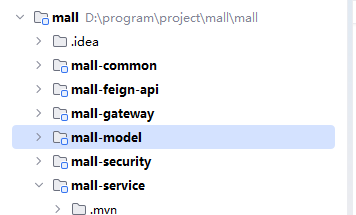 mall D:\program\project\mall\mall
.idea
mall-common
mall-feign-api
mall-gateway
mall-model
mall-security
mall-service
.mvn